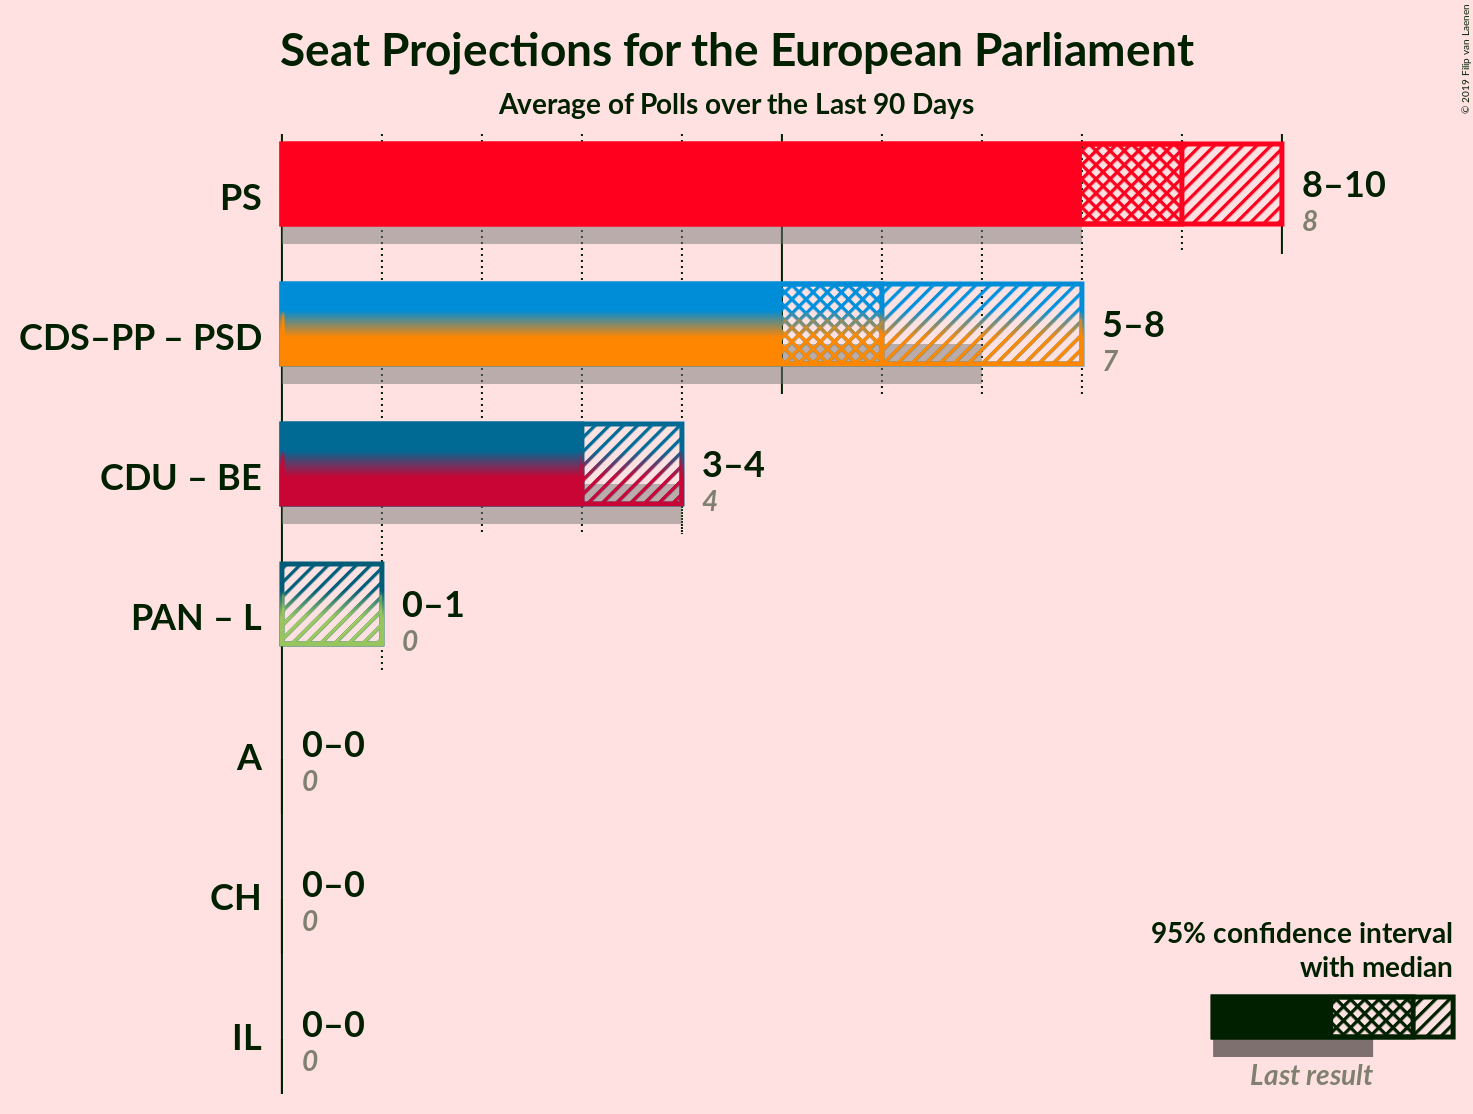 Seat Projections for the European Parliament
Average of Polls over the Last 90 Days
© 2019 Filip van Laenen
PS
8–10
8
CDS–PP – PSD
5–8
7
CDU – BE
3–4
4
PAN – L
0–1
0
A
0–0
0
CH
0–0
0
IL
0–0
0
95% confidence interval
with median
Last result